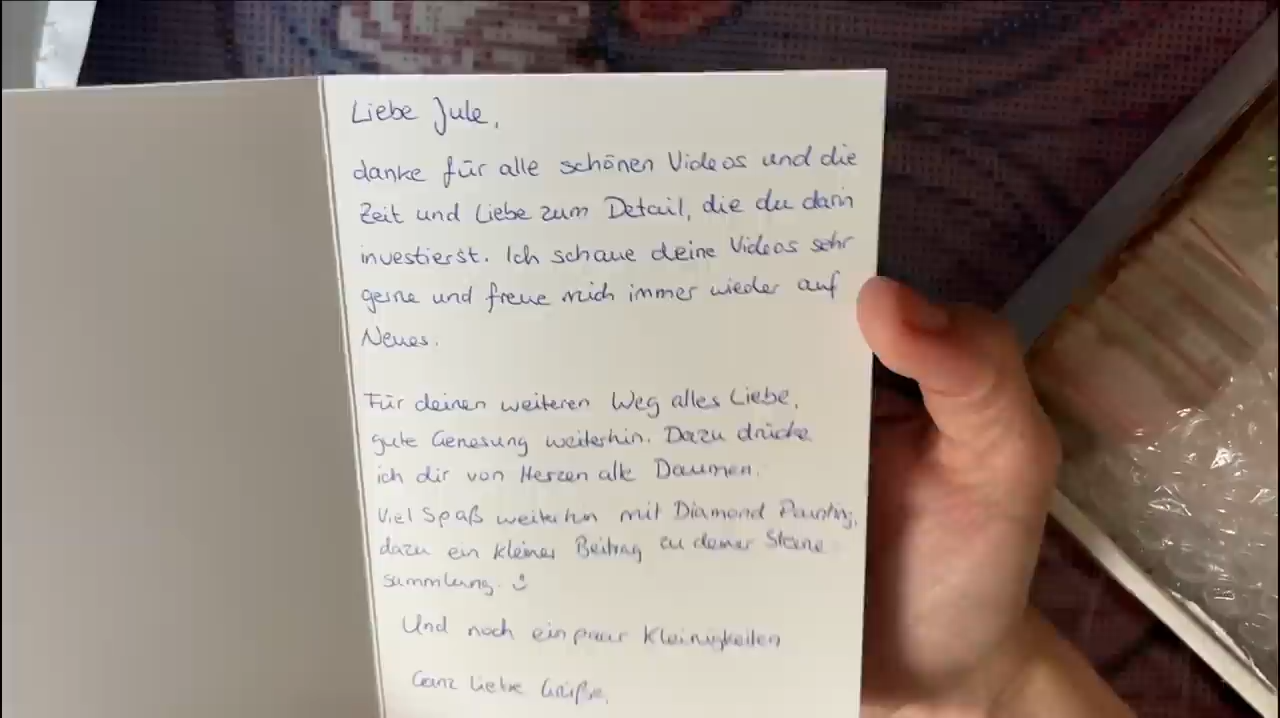 Liebe Jule,
danke für alle schönen Videos und die
Zeit und Liebe zum Detail, die du darin
investierst. Ich schaue deine Videos sehr
gerne und freue mich immer wieder auf
Neues.
Für deinen weiteren Weg alles Liebe,
gute Genesung weiterhin. Dazu drücke
ich dir von Herzen alle Daumen.
Viel Spaß weiterhin mit Diamond Painting,
dazu ein kleiner Beitrag zu deiner Steine
sammlung. :)
Und noch ein paar Kleinigkeiten
Ganz liebe Grüße,